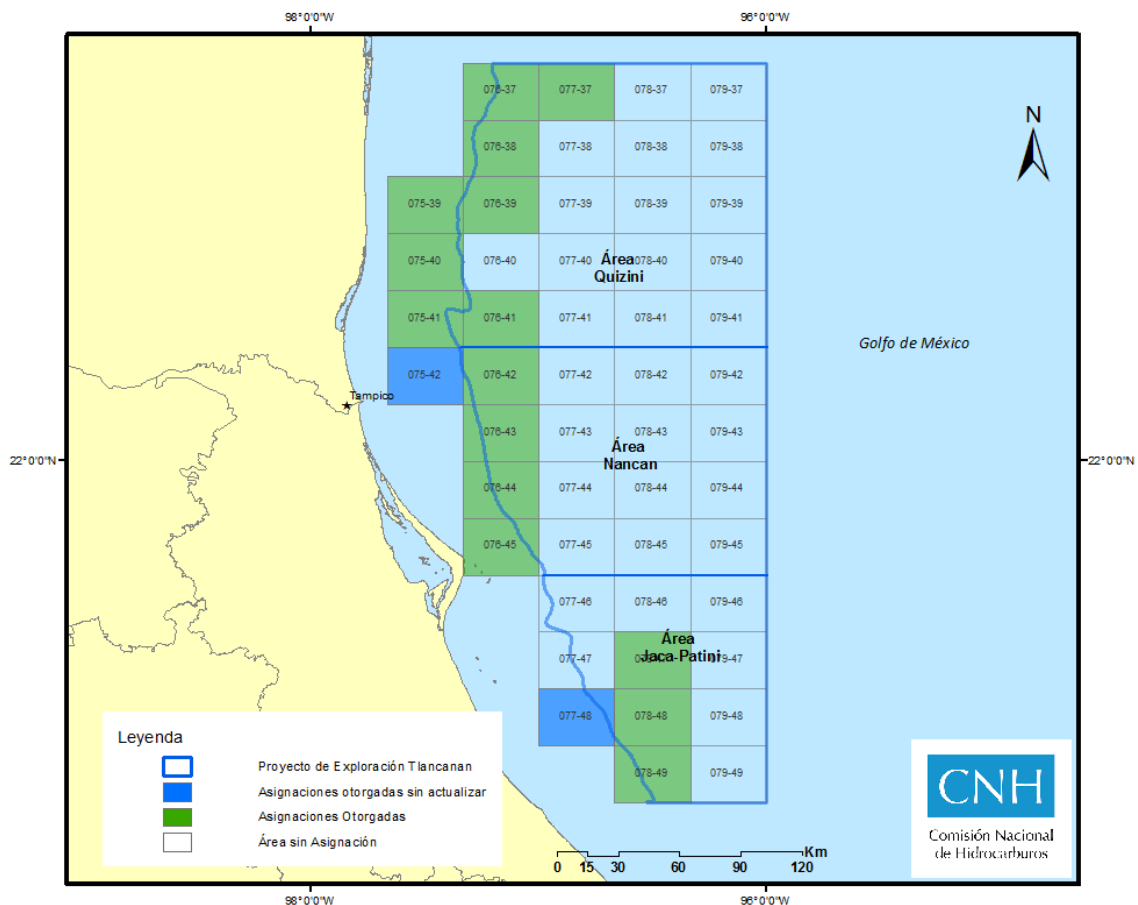 98°0'0"W
96°0'0"W
076-37
077-37
078-37
079-37
N
076-38
077-38
078-38
079-38
075-39
076-39
077-39
078-39
079-39
075-40
076-40
077-40
078-40
079-40
Área
Quizini
075-41
076-41
077-41
078-41
079-41
Golfo de México
075-42
076-42
077-42
078-42
079-42
Tampico
076-43
077-43
078-43
079-43
Área
Nancan
22°0'0"N
22°0'0"N
076-44
077-44
078-44
079-44
076-45
077-45
078-45
079-45
077-46
078-46
079-46
Área
Jaca-Patini
077-47
079-47
077-48
078-48
079-48
078-49
079-49
Leyenda
Proyecto de Exploración Tlancanan
Asignaciones otorgadas sin actualizar
Asignaciones Otorgadas
Área sin Asignación
Km
0 15 30 60 90 120
CNH
Comisión Nacional
de Hidrocarburos
98°0'0"W
96°0'0"W